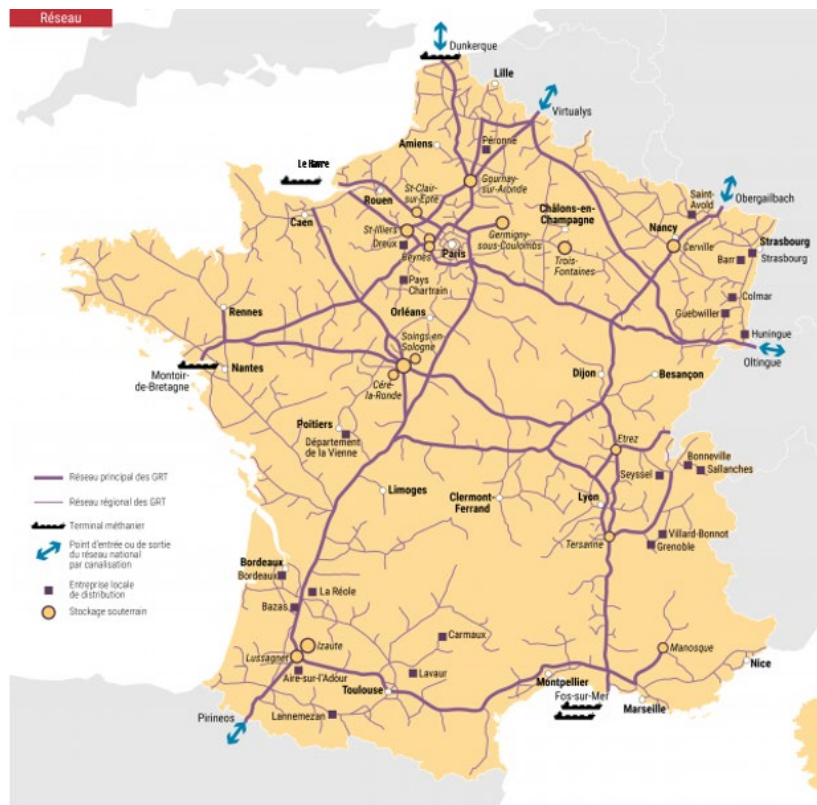 Réseau
Dunkerque
Lille
Virtualys
Amiens
Péronne
Le Havre
Rouen
St-Clair
sur-Epte
Gournay-
sur-Aronde
Saint-
Avold
Obergailbach
Caen
St-Illiers
Dreux
Beynes
Paris
Germigny-
sous-Coulombs
Châlons-en-
Champagne
Trois-
Fontaines
Nancy
Cerville
Strasbourg
Strasbourg
Barr
Pays
Chartrain
Colmar
Guebwiller
Rennes
Orléans
Soings-en-
Sologne
Huningue
Oltingue
Montoir-
de-Bretagne
Nantes
Céré-
la-Ronde
Dijon
Besançon
Poitiers
Département
de la Vienne
Etrez
Bonneville
Sallanches
Seyssel
Limoges
Clermont-
Ferrand
Lyon
Tersanne
Villard-Bonnot
Grenoble
Réseau principal des GRT
Réseau régional des GRT
Terminal méthanier
Point d'entrée ou de sortie
du réseau national
par canalisation
Entreprise locale
de distribution
Stockage souterrain
Bordeaux
Bordeaux
La Réole
Bazas
Izaute
Lussagnet
Aire-sur-l'Adour
Carmaux
Lavaur
Toulouse
Manosque
Nice
Montpellier
Fos-sur-Mer
Marseille
Pirineos
Lannemezan